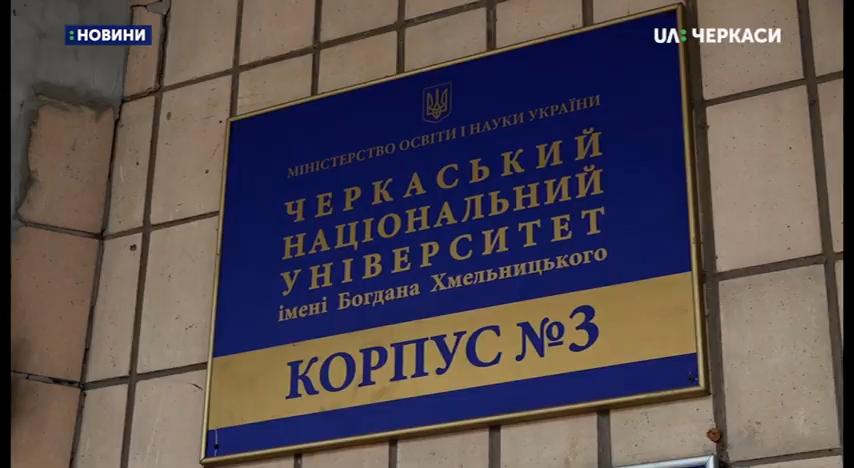 :НОВИНИ
UA: ЧЕРКАСИ
МІНІСТЕРСТВО ОСВІТИ І НАУКИ УКРАЇНИ
ЧЕРКАСЬКИЙ
НАЦІОНАЛЬНИЙ
УНІВЕРСИТЕТ
імені Богдана Хмельницького
КОРПУС №3